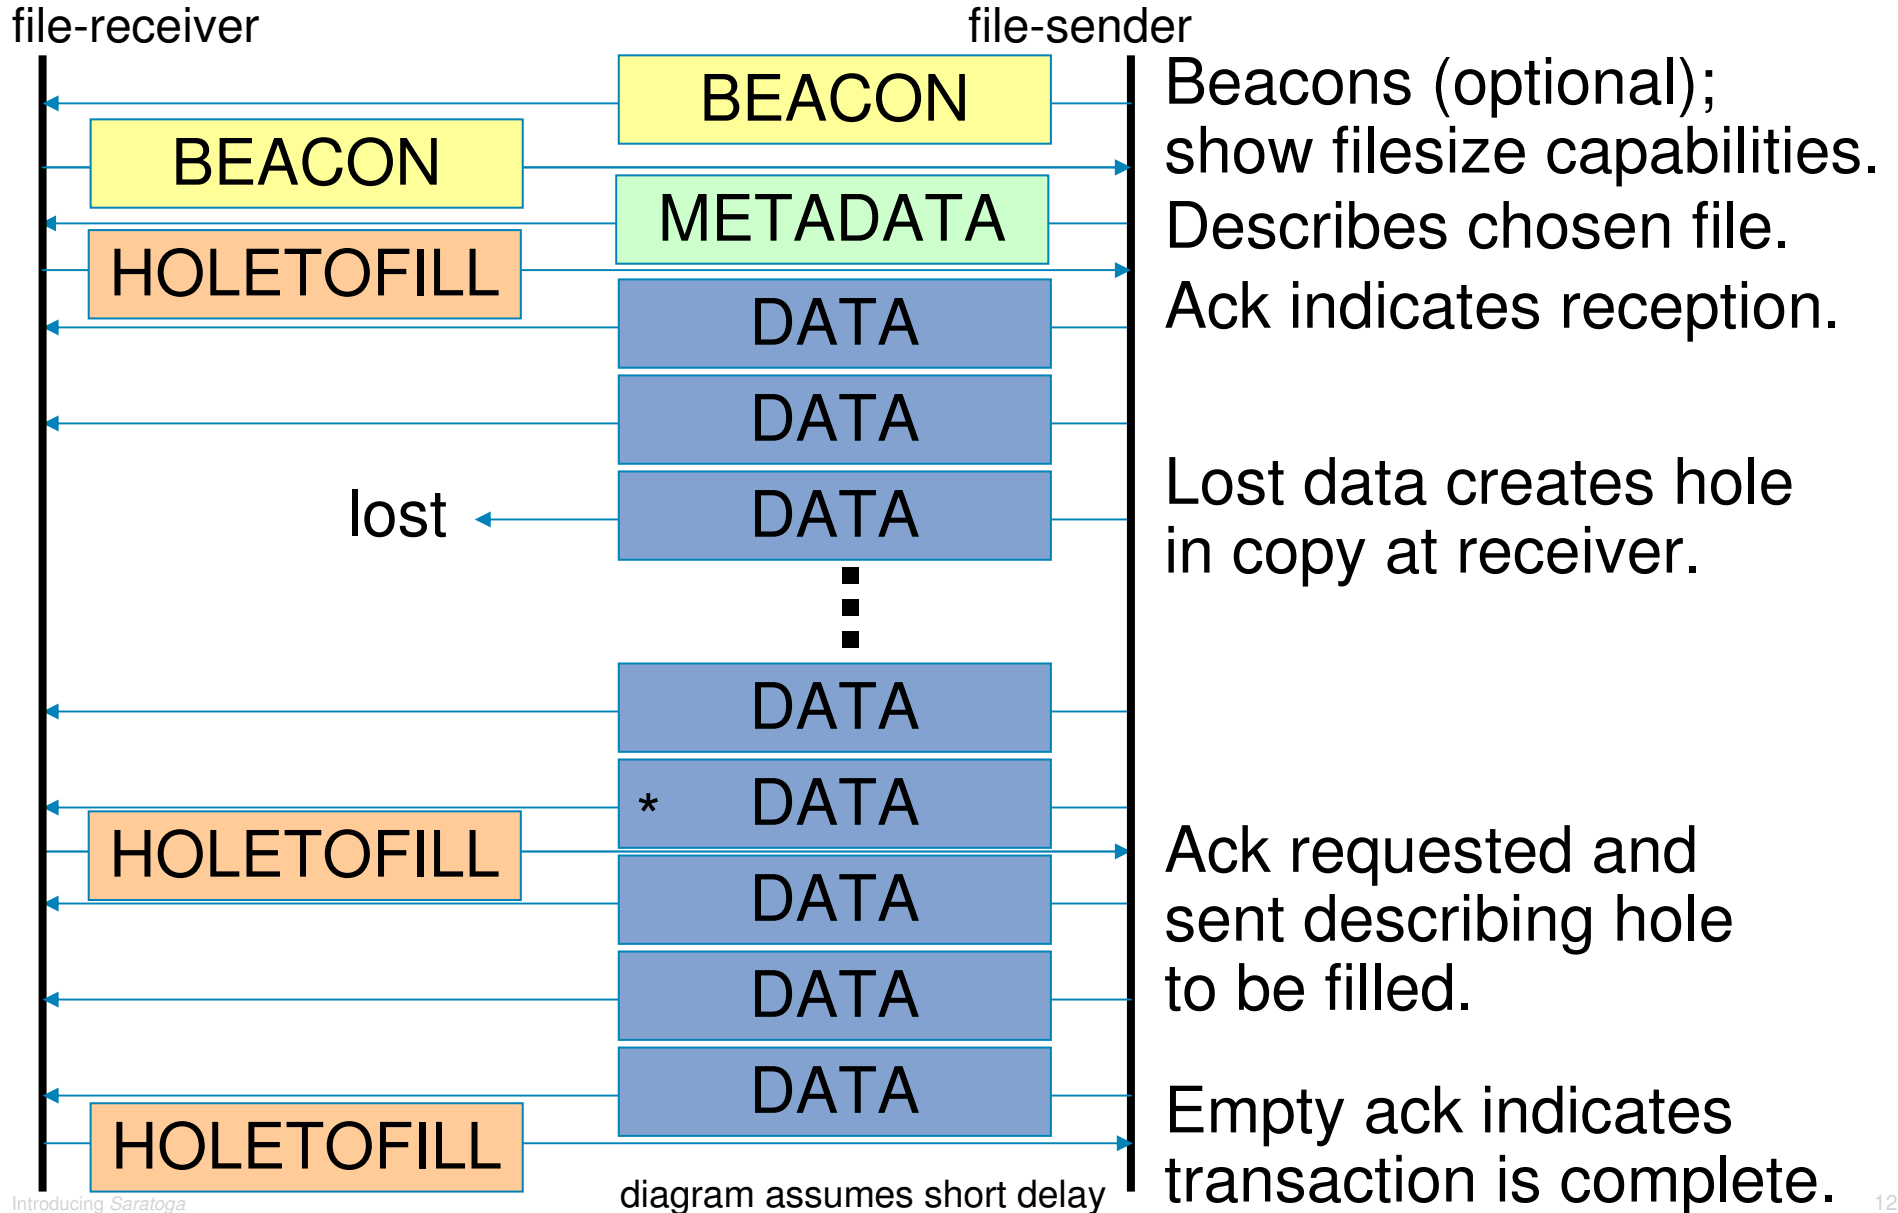 file-receiver
file-sender
BEACON
Beacons (optional);
show filesize capabilities.
BEACON
METADATA
Describes chosen file.
HOLETOFILL
Ack indicates reception.
DATA
DATA
lost
DATA
Lost data creates hole
in copy at receiver.
DATA
* DATA
HOLETOFILL
Ack requested and
sent describing hole
to be filled.
DATA
DATA
DATA
HOLETOFILL
Empty ack indicates
transaction is complete.
Introducing Saratoga
diagram assumes short delay
12